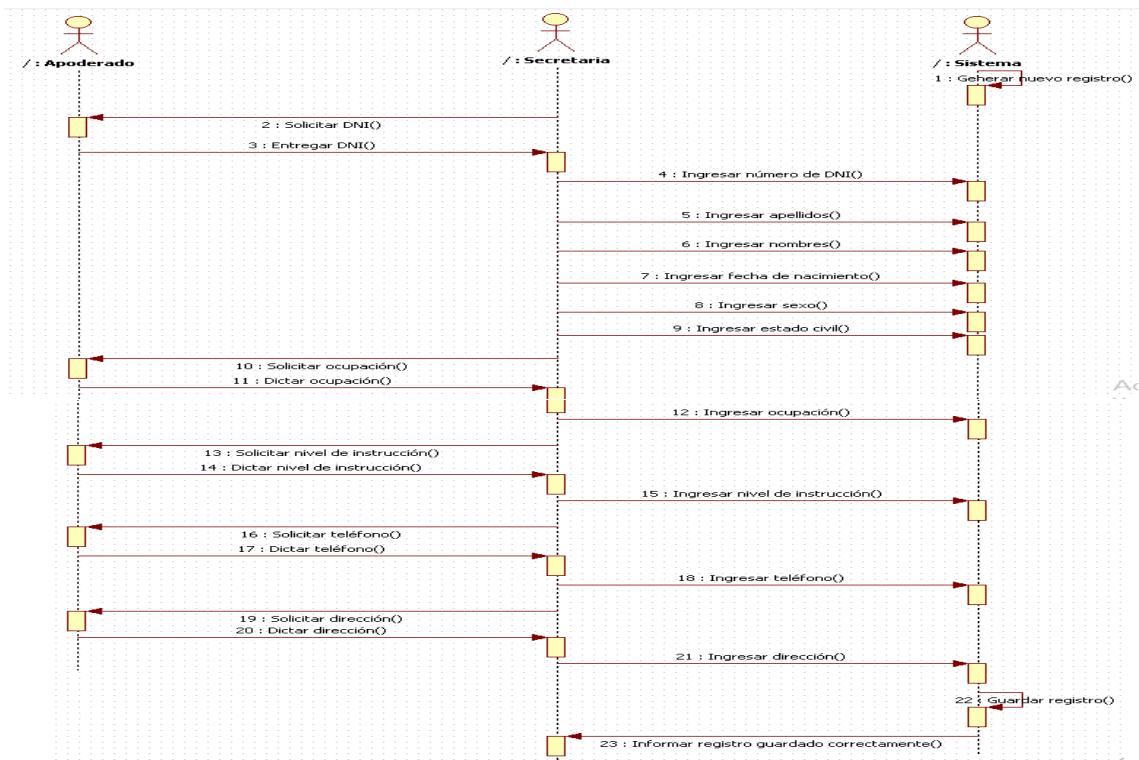 / : Apoderado
/ : Secretaria
/ : Sistema
1 : Generar nuevo registro()
2 : Solicitar DNI()
3 : Entregar DNI()
4 : Ingresar número de DNI()
5 : Ingresar apellidos()
6 : Ingresar nombres()
7 : Ingresar fecha de nacimiento()
8 : Ingresar sexo()
9 : Ingresar estado civil()
10 : Solicitar ocupación()
11 : Dictar ocupación()
12 : Ingresar ocupación()
13 : Solicitar nivel de instrucción()
14 : Dictar nivel de instrucción()
15 : Ingresar nivel de instrucción()
16 : Solicitar teléfono()
17 : Dictar teléfono()
18 : Ingresar teléfono()
19 : Solicitar dirección()
20 : Dictar dirección()
21 : Ingresar dirección()
22 : Guardar registro()
23 : Informar registro guardado correctamente()